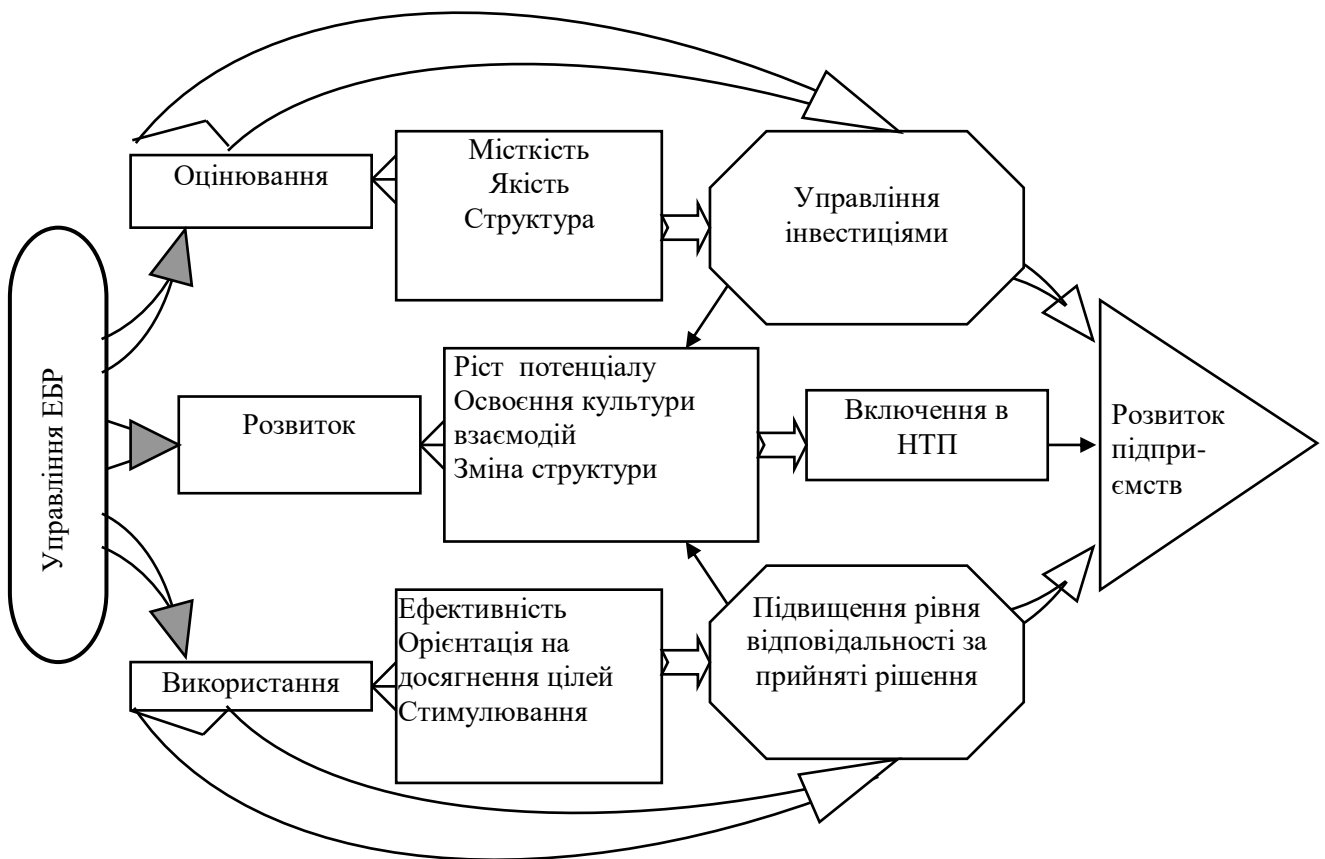 Управління ЕБР
Оцінювання
Місткість
Якість
Структура
Управління
інвестиціями
Розвиток
Ріст потенціалу
Освоєння культури
взаємодій
Зміна структури
Включення в
НТП
Розвиток
підпри-
ємств
Використання
Ефективність
Орієнтація на
досягнення цілей
Стимулювання
Підвищення рівня
відповідальності за
прийняті рішення